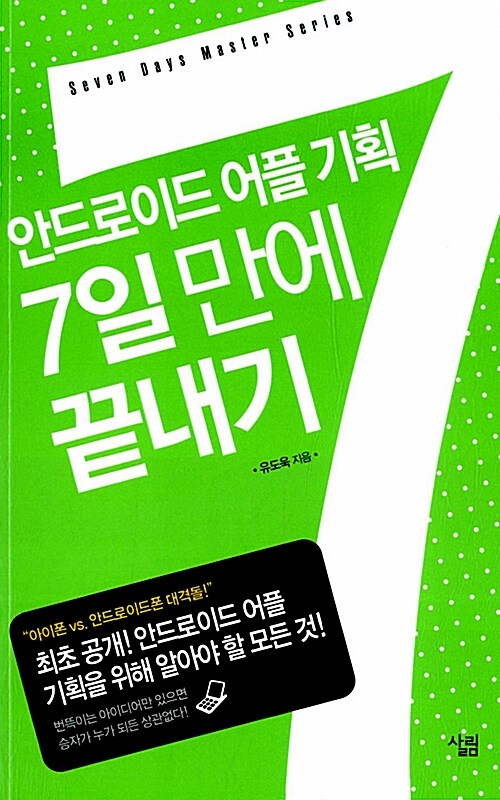 Seven Days Master Series
안드로이드 어플 기획
7일 만에
끝내기
• 유도욱 지음 •
7
"아이폰 vs. 안드로이드폰 대격돌!"
최초 공개! 안드로이드 어플
기획을 위해 알아야 할 모든 것!
번뜩이는 아이디어만 있으면
승자가 누가 되든 상관없다!
살림